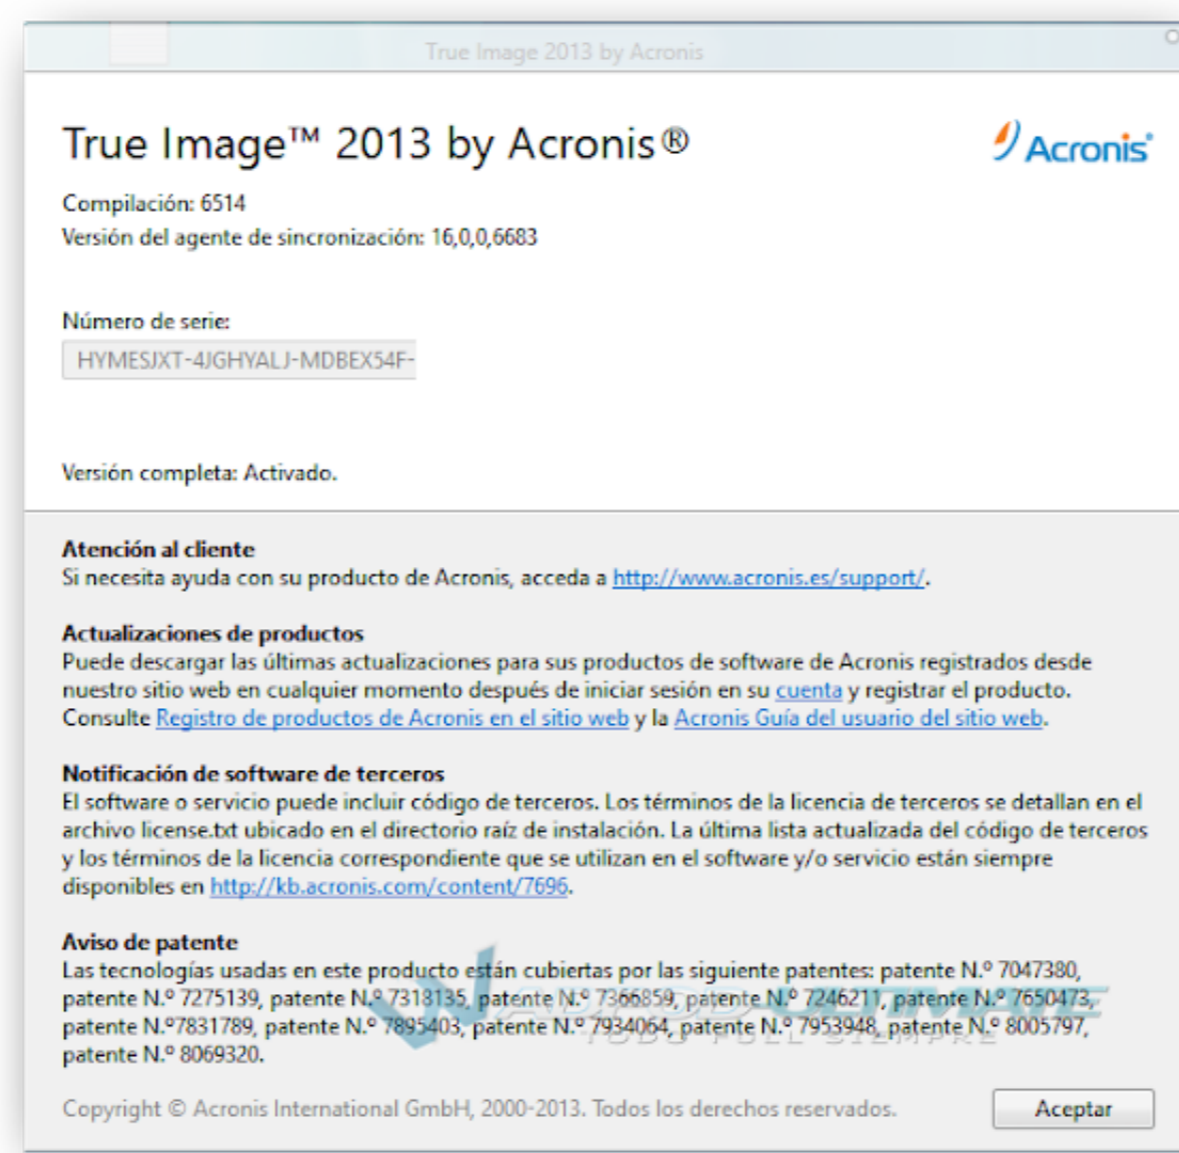 True Image 2013 by Acronis
True Image™ 2013 by Acronis®
Acronis
Compilación: 6514
Versión del agente de sincronización: 16,0,0,6683
Número de serie:
HYMESJXT-4JGHYALJ-MDBEX54F-
Versión completa: Activado.
Atención al cliente
Si necesita ayuda con su producto de Acronis, acceda a http://www.acronis.es/support/.
Actualizaciones de productos
Puede descargar las últimas actualizaciones para sus productos de software de Acronis registrados desde
nuestro sitio web en cualquier momento después de iniciar sesión en su cuenta y registrar el producto.
Consulte Registro de productos de Acronis en el sitio web y la Acronis Guía del usuario del sitio web.
Notificación de software de terceros
El software o servicio puede incluir código de terceros. Los términos de la licencia de terceros se detallan en el
archivo license.txt ubicado en el directorio raíz de instalación. La última lista actualizada del código de terceros
y los términos de la licencia correspondiente que se utilizan en el software y/o servicio están siempre
disponibles en http://kb.acronis.com/content/7696.
Aviso de patente
Las tecnologías usadas en este producto están cubiertas por las siguiente patentes: patente N.º 7047380,
patente N.º 7275139, patente N.º 7318135, patente N.º 7366859, patente N.º 7246211, patente N.º 7650473,
patente N.º7831789, patente N.º 7895403, patente N.º 7934064, patente N.º 7953948, patente N.º 8005797,
patente N.º 8069320.
TODO FULL SIEMPRE
Copyright © Acronis International GmbH, 2000-2013. Todos los derechos reservados.
Aceptar